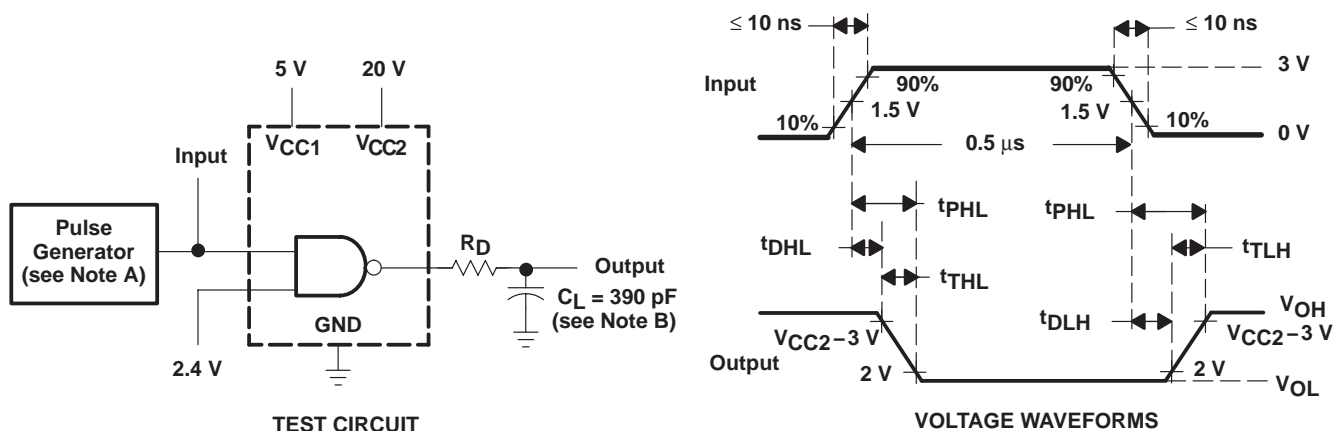 5 V
20 V
VCC1
VCC2
Input
Pulse
Generator
(see Note A)
2.4 V
GND
RD
Output
CL = 390 pF
(see Note B)
TEST CIRCUIT
≤ 10 ns
≤ 10 ns
Input
3 V
90%
90%
1.5 V
1.5 V
10%
10%
0 V
0.5 μs
tPHL
tPHL
tDHL
tTLH
tTHL
VOH
tDLH
VCC2−3 V
VCC2−3 V
Output
2 V
2 V
VOL
VOLTAGE WAVEFORMS